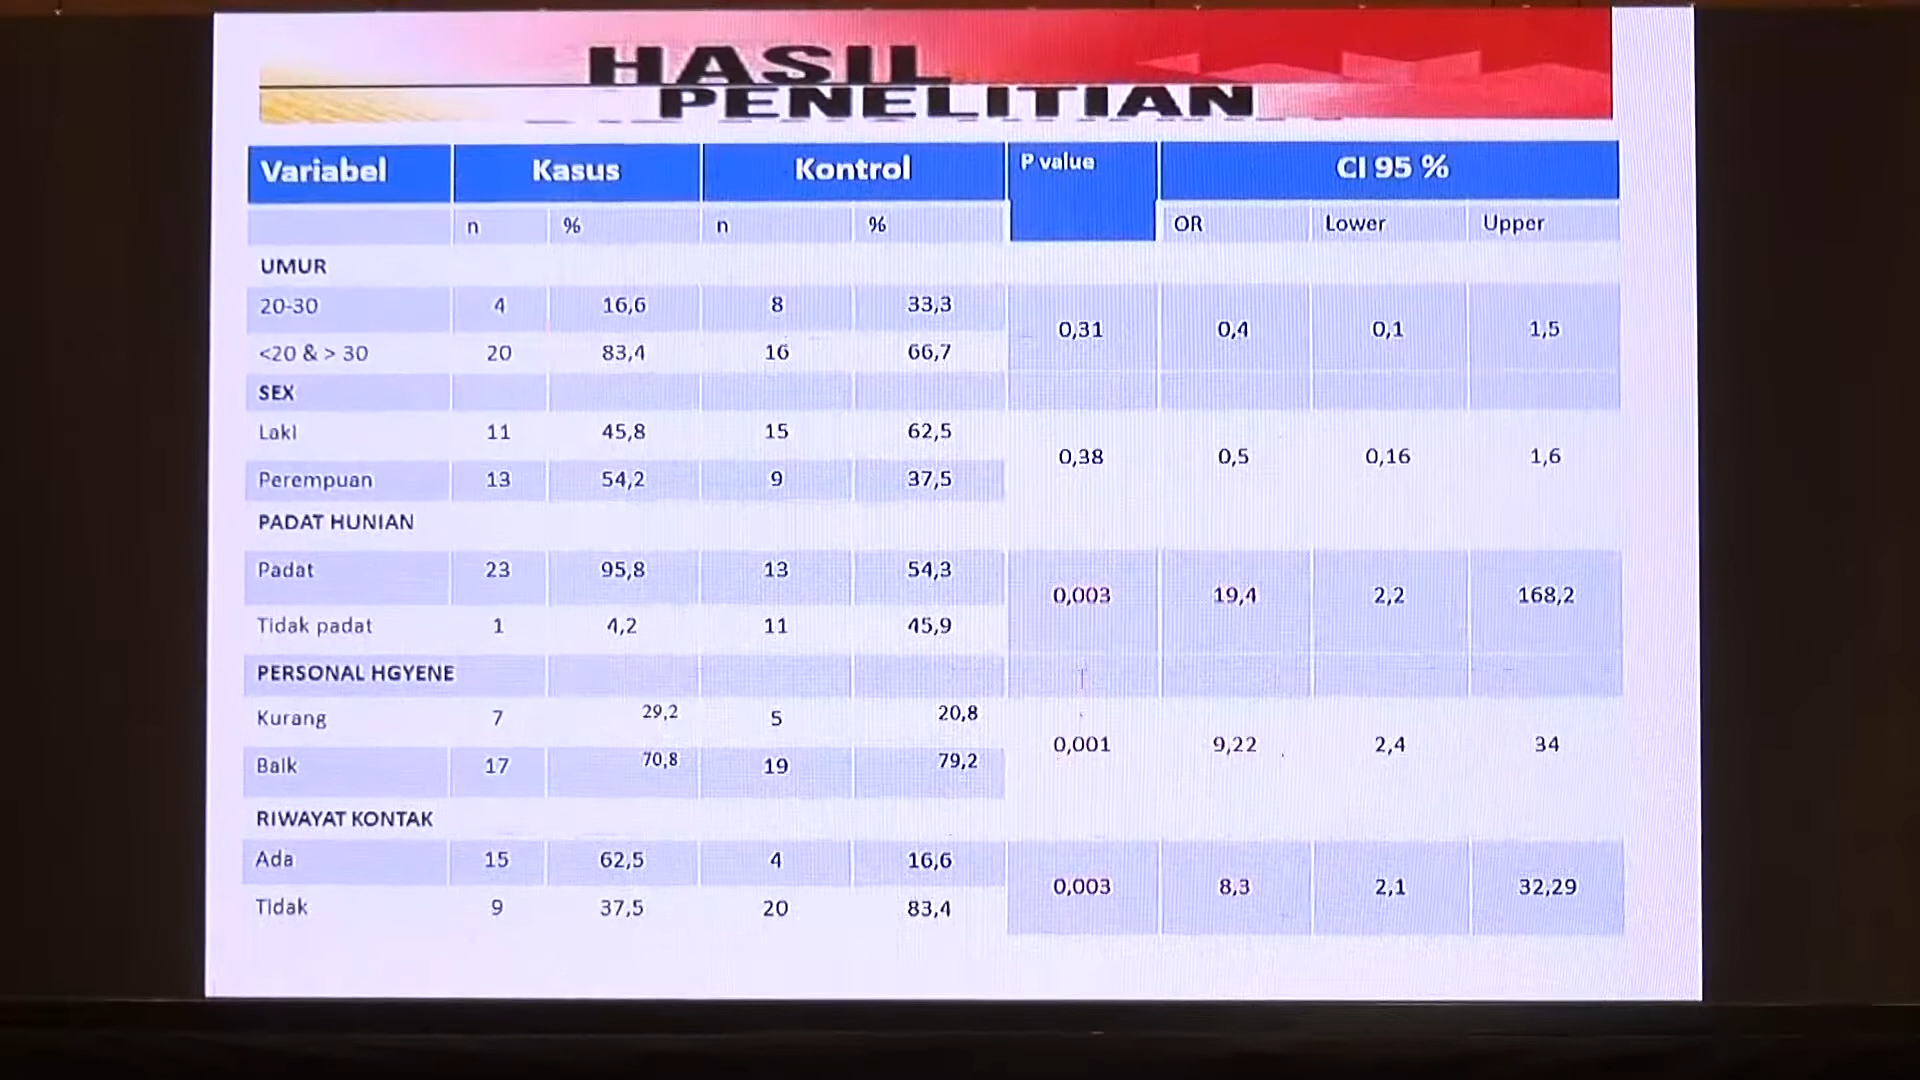 HASIL
PENELITIAN
Variabel Kasus Kontrol P value CI 95 %
n % n % OR Lower Upper
UMUR
20-30 4 16,6 8 33,3 0,31 0,4 0,1 1,5
<20 & > 30 20 83,4 16 66,7
SEX
Laki 11 45,8 15 62,5 0,38 0,5 0,16 1,6
Perempuan 13 54,2 9 37,5
PADAT HUNIAN
Padat 23 95,8 13 54,3 0,003 19,4 2,2 168,2
Tidak padat 1 4,2 11 45,9
PERSONAL HGYENE
Kurang 7 29,2 5 20,8 0,001 9,22 2,4 34
Baik 17 70,8 19 79,2
RIWAYAT KONTAK
Ada 15 62,5 4 16,6 0,003 8,3 2,1 32,29
Tidak 9 37,5 20 83,4